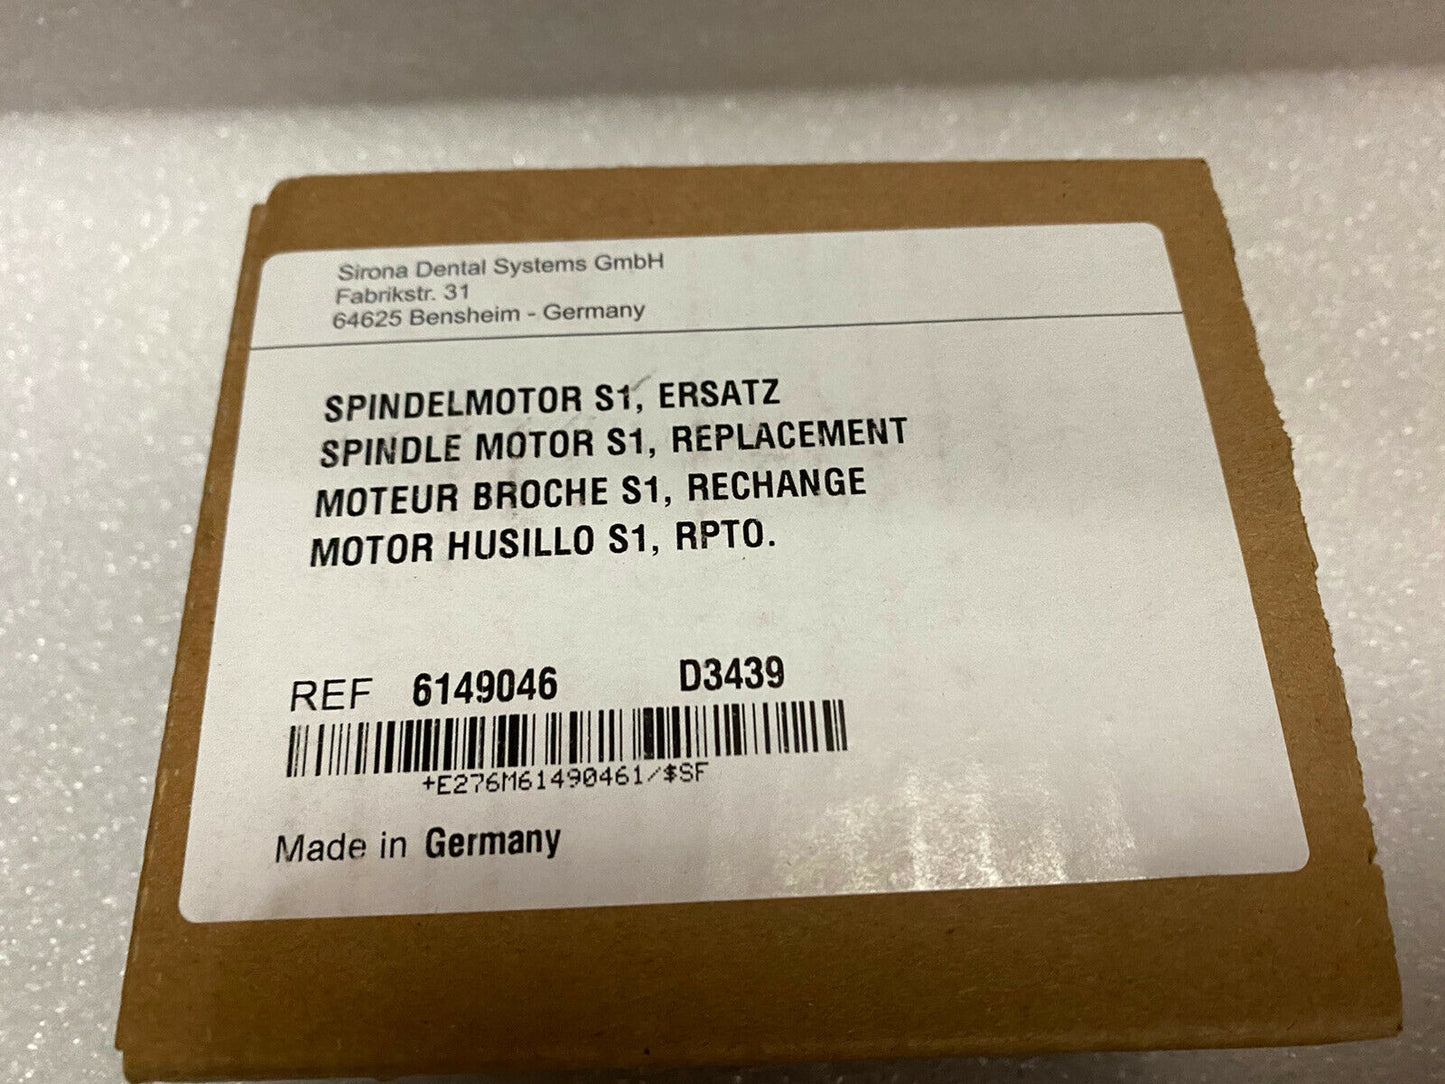 Sirona Dental Systems GmbH
Fabrikstr. 31
64625 Bensheim - Germany
SPINDELMOTOR S1, ERSATZ
SPINDLE MOTOR S1, REPLACEMENT
MOTEUR BROCHE S1, RECHANGE
MOTOR HUSILLO S1, RPTO.
REF 6149046 D3439
+E276M61490461/$SF
Made in Germany